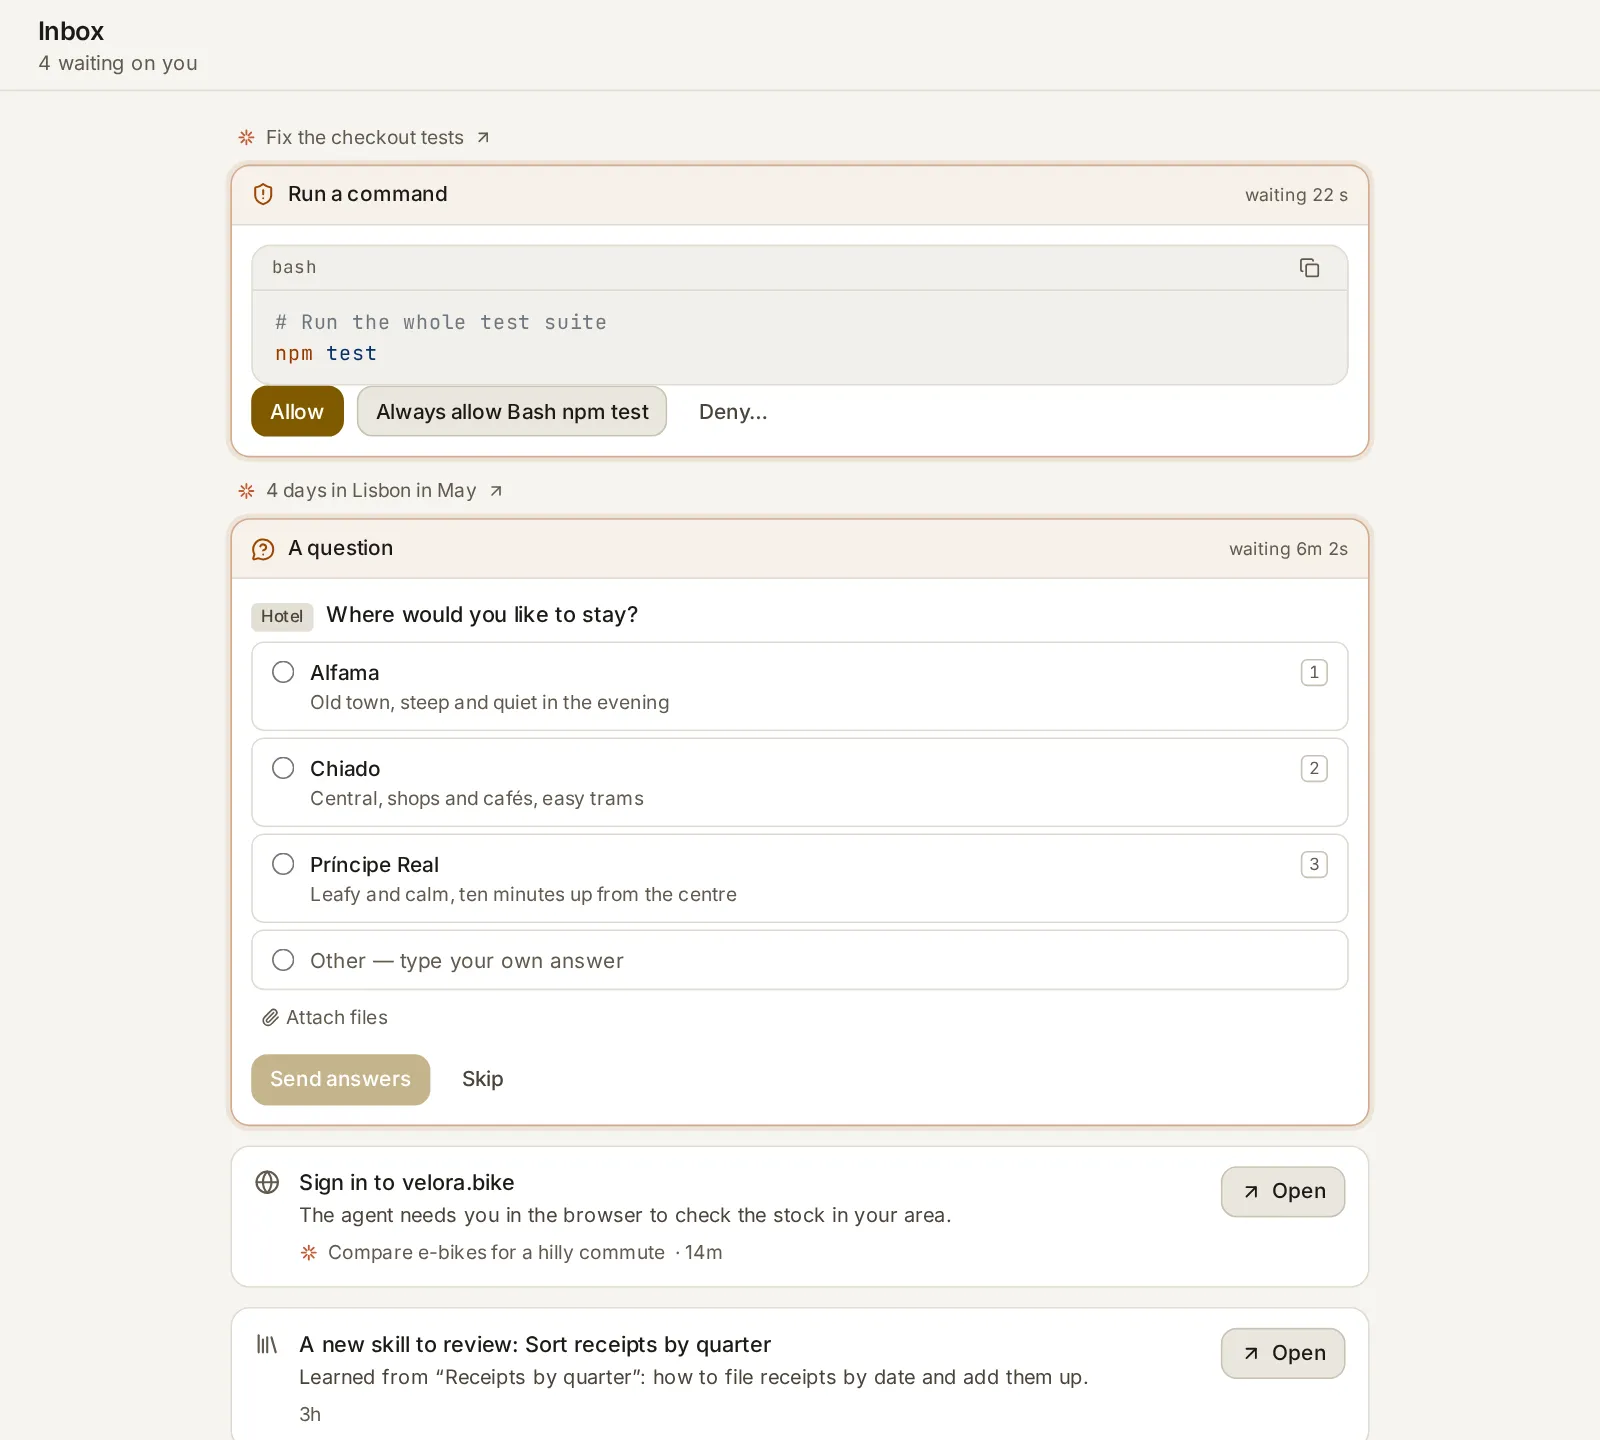 Inbox
4 waiting on you
Fix the checkout tests
Run a command
waiting 22 s
bash
# Run the whole test suite
npm test
Allow
Always allow Bash npm test
Deny...
4 days in Lisbon in May
A question
waiting 6m 2s
Hotel
Where would you like to stay?
Alfama
1
Old town, steep and quiet in the evening
Chiado
2
Central, shops and cafés, easy trams
Príncipe Real
3
Leafy and calm, ten minutes up from the centre
Other — type your own answer
Attach files
Send answers
Skip
Sign in to velora.bike
Open
The agent needs you in the browser to check the stock in your area.
Compare e-bikes for a hilly commute · 14m
A new skill to review: Sort receipts by quarter
Open
Learned from “Receipts by quarter”: how to file receipts by date and add them up.
3h